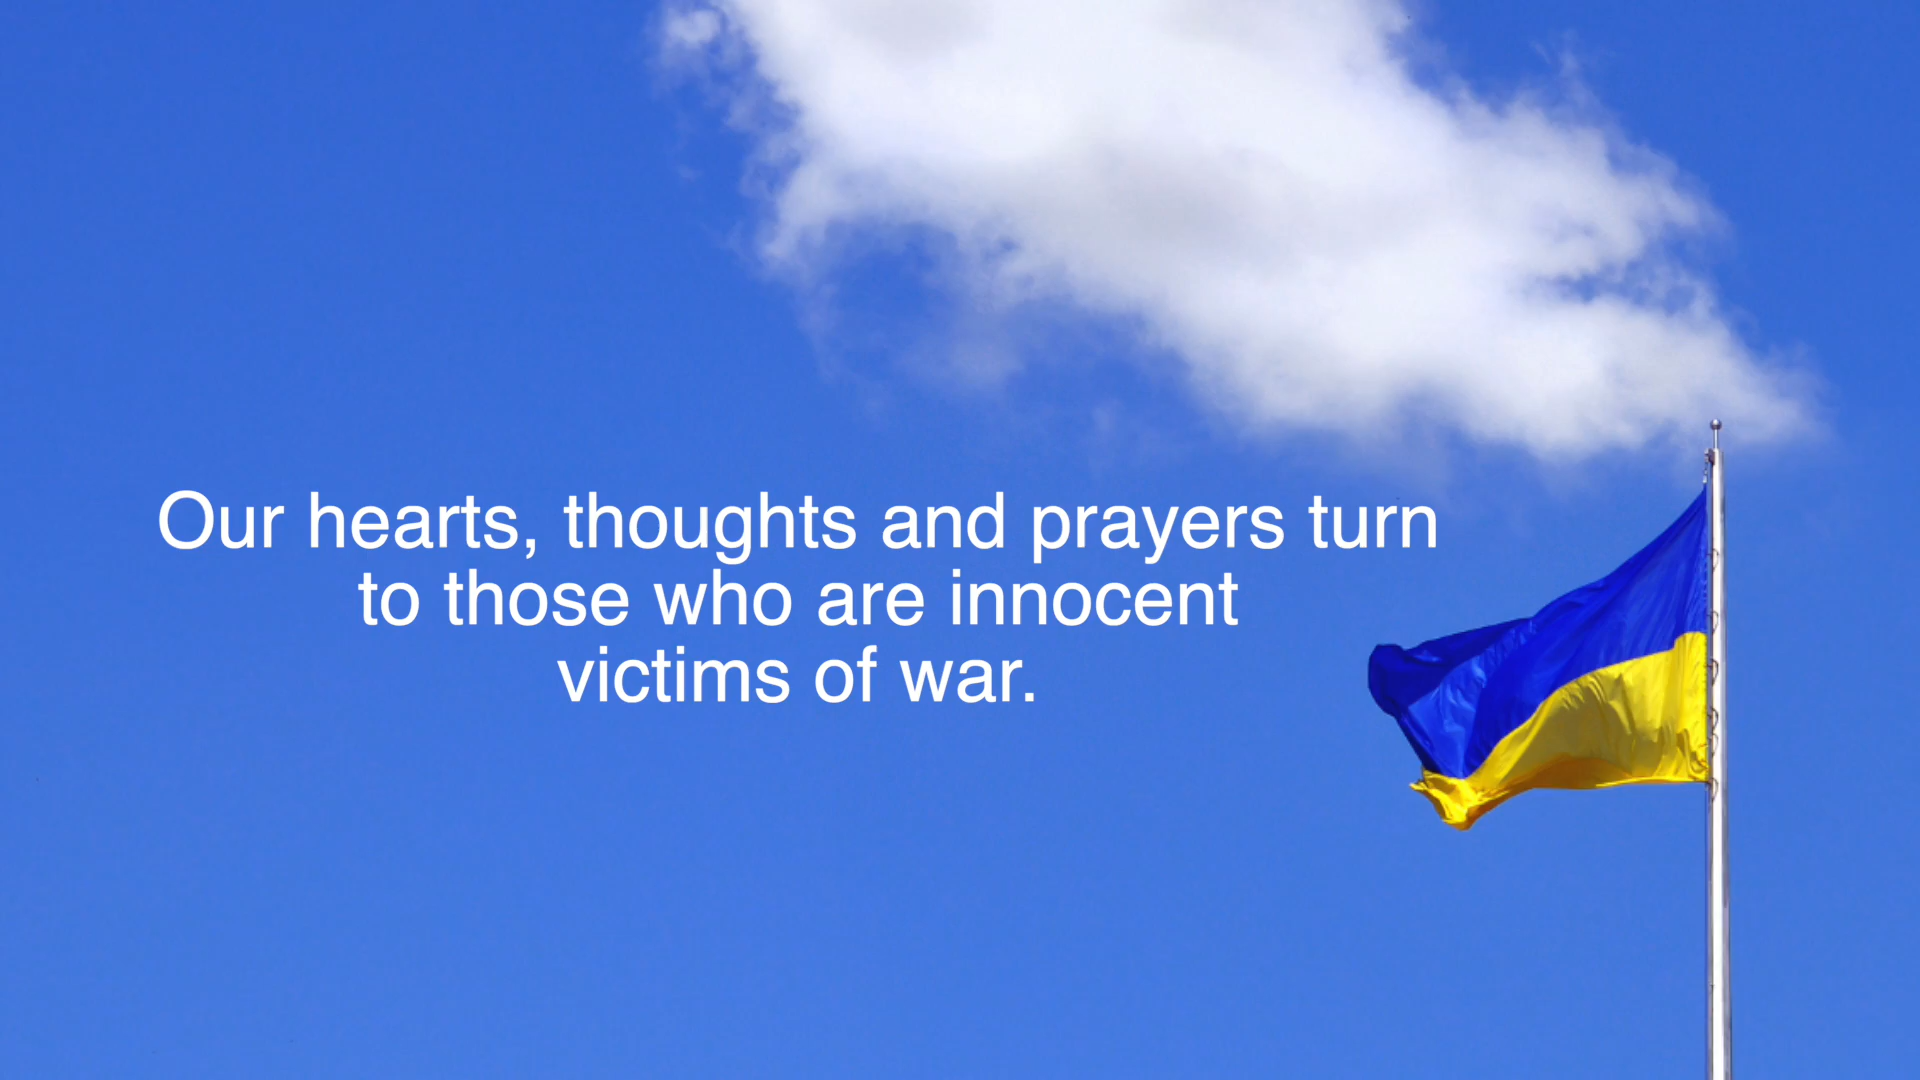 Our hearts, thoughts and prayers turn
to those who are innocent
victims of war.